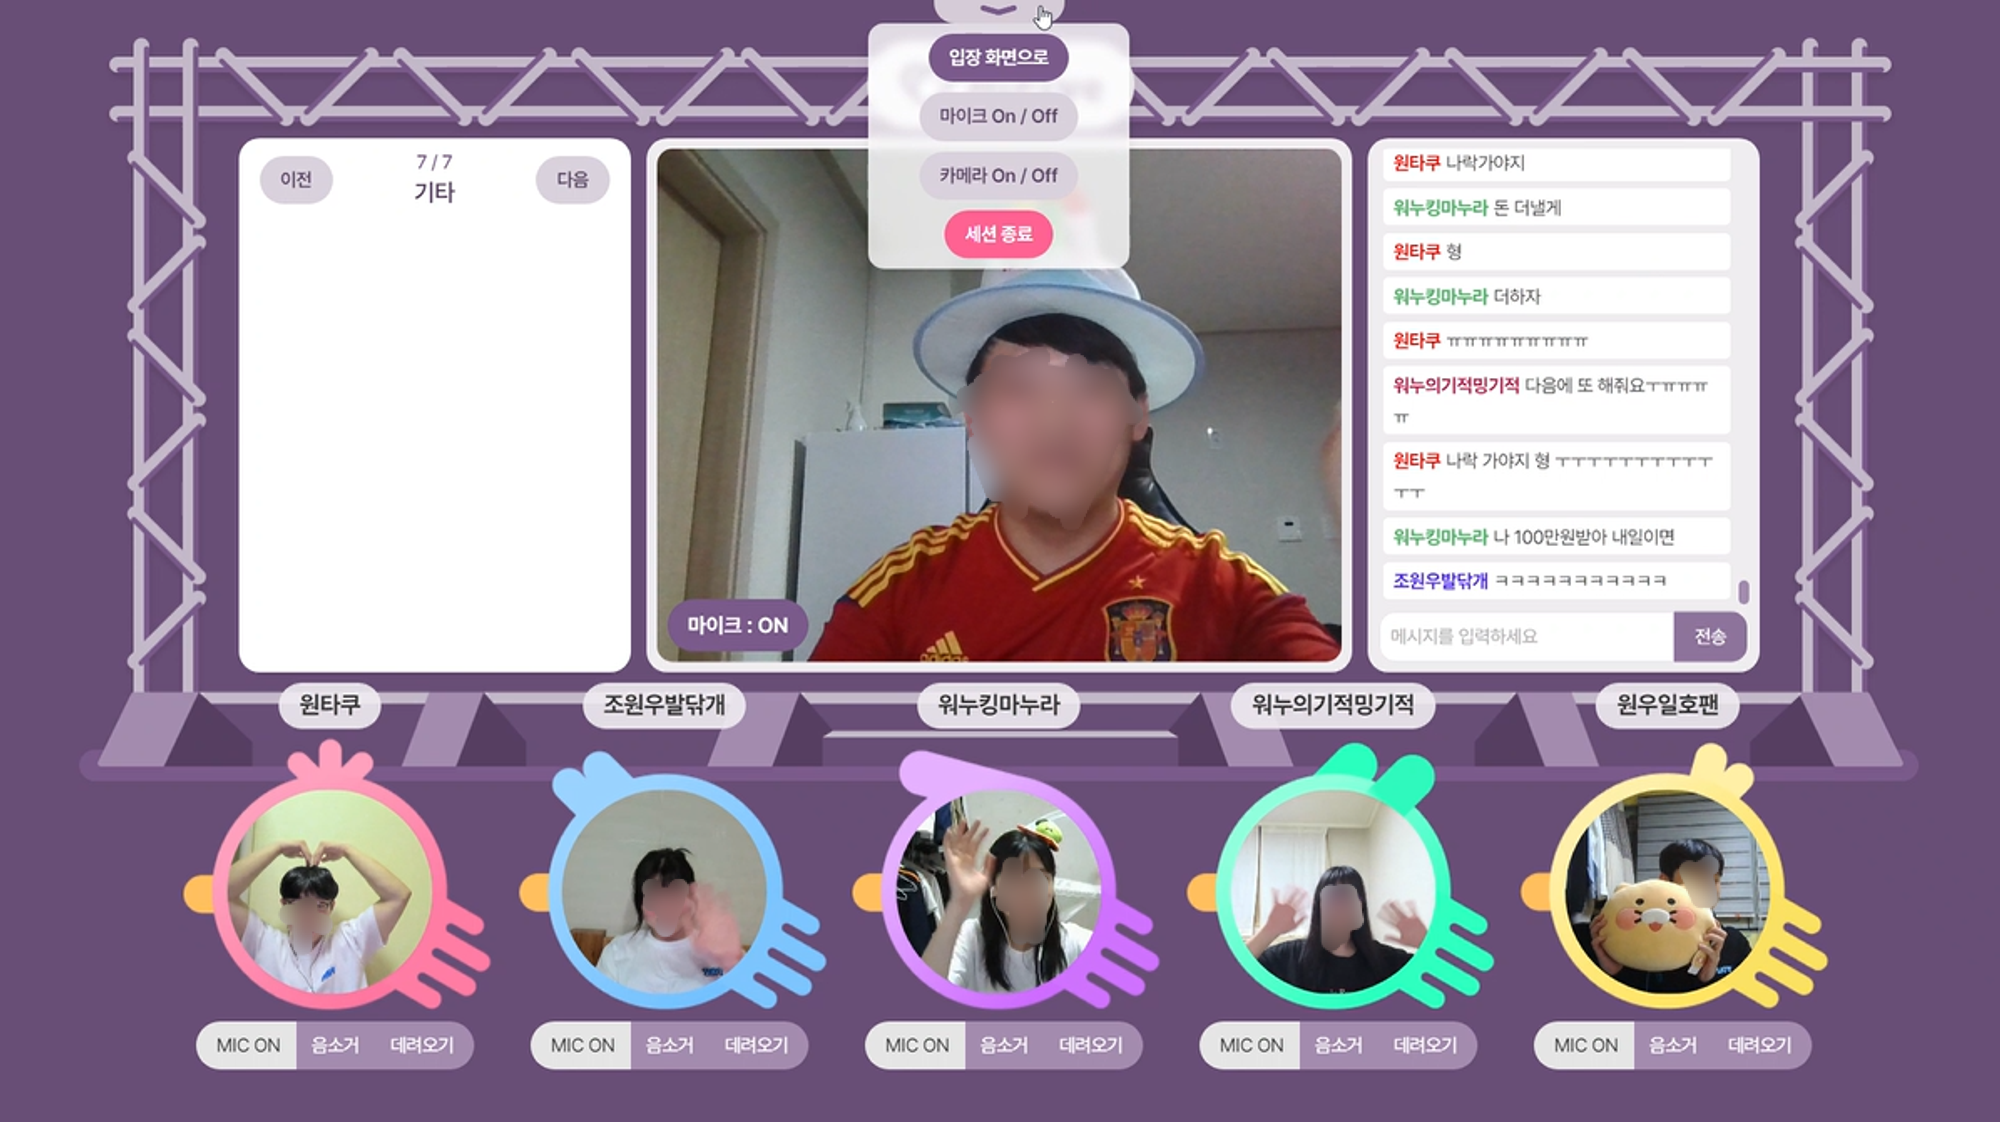 입장 화면으로
마이크 On / Off
카메라 On / Off
세션 종료
이전
7 / 7
기타
다음
마이크 : ON
adidas
원타쿠 나락가야지
워누킹마누라 돈 더낼게
원타쿠 형
워누킹마누라 더하자
원타쿠 ㅠㅠㅠㅠㅠㅠㅠㅠㅠ
워누의기적밍기적 다음에 또 해줘요ㅜㅠㅠㅠ
ㅠ
원타쿠 나락 가야지 형 ㅜㅜㅜㅜㅜㅜㅜㅜㅜㅜ
ㅜㅜ
워누킹마누라 나 100만원받아 내일이면
조원우발닦개 ㅋㅋㅋㅋㅋㅋㅋㅋㅋㅋㅋ
메시지를 입력하세요
전송
원타쿠
조원우발닦개
워누킹마누라
워누의기적밍기적
원우일호팬
MIC ON 음소거 데려오기
MIC ON 음소거 데려오기
MIC ON 음소거 데려오기
MIC ON 음소거 데려오기
MIC ON 음소거 데려오기